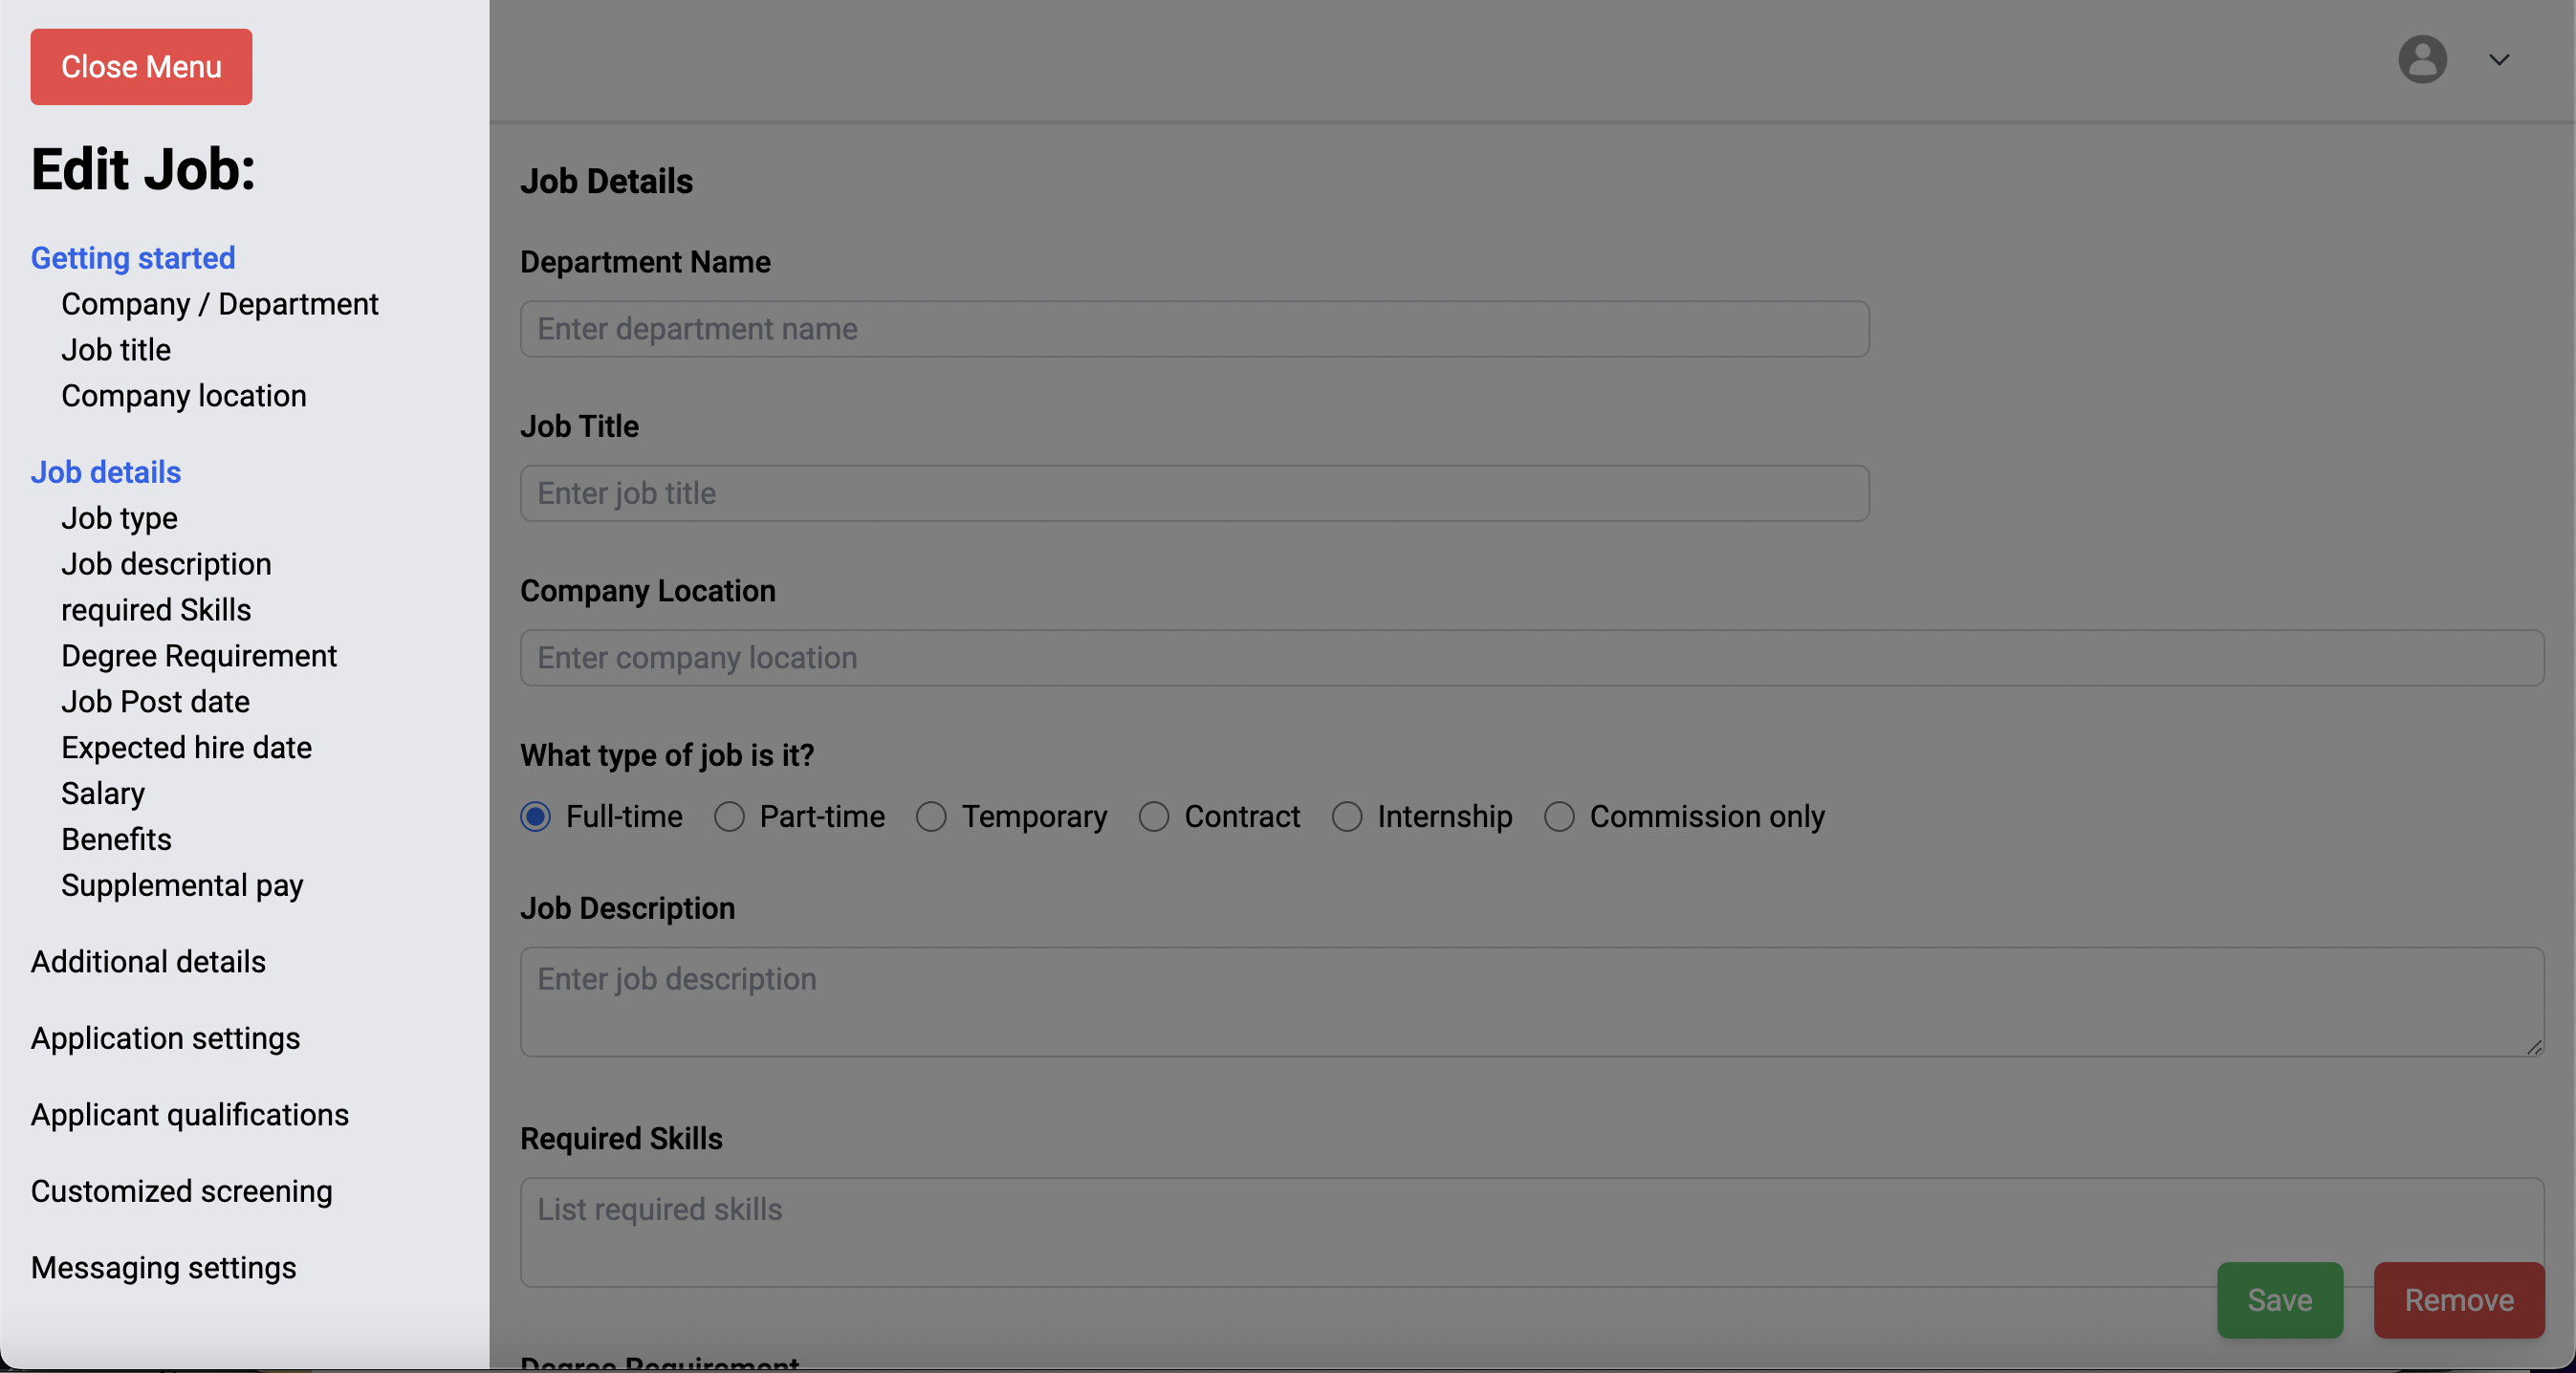 Close Menu
Edit Job:
Getting started
Company / Department
Job title
Company location
Job details
Job type
Job description
required Skills
Degree Requirement
Job Post date
Expected hire date
Salary
Benefits
Supplemental pay
Additional details
Application settings
Applicant qualifications
Customized screening
Messaging settings
Job Details
Department Name
Enter department name
Job Title
Enter job title
Company Location
Enter company location
What type of job is it?
Full-time Part-time Temporary Contract Internship Commission only
Job Description
Enter job description
Required Skills
List required skills
Save Remove
Degree Requirement